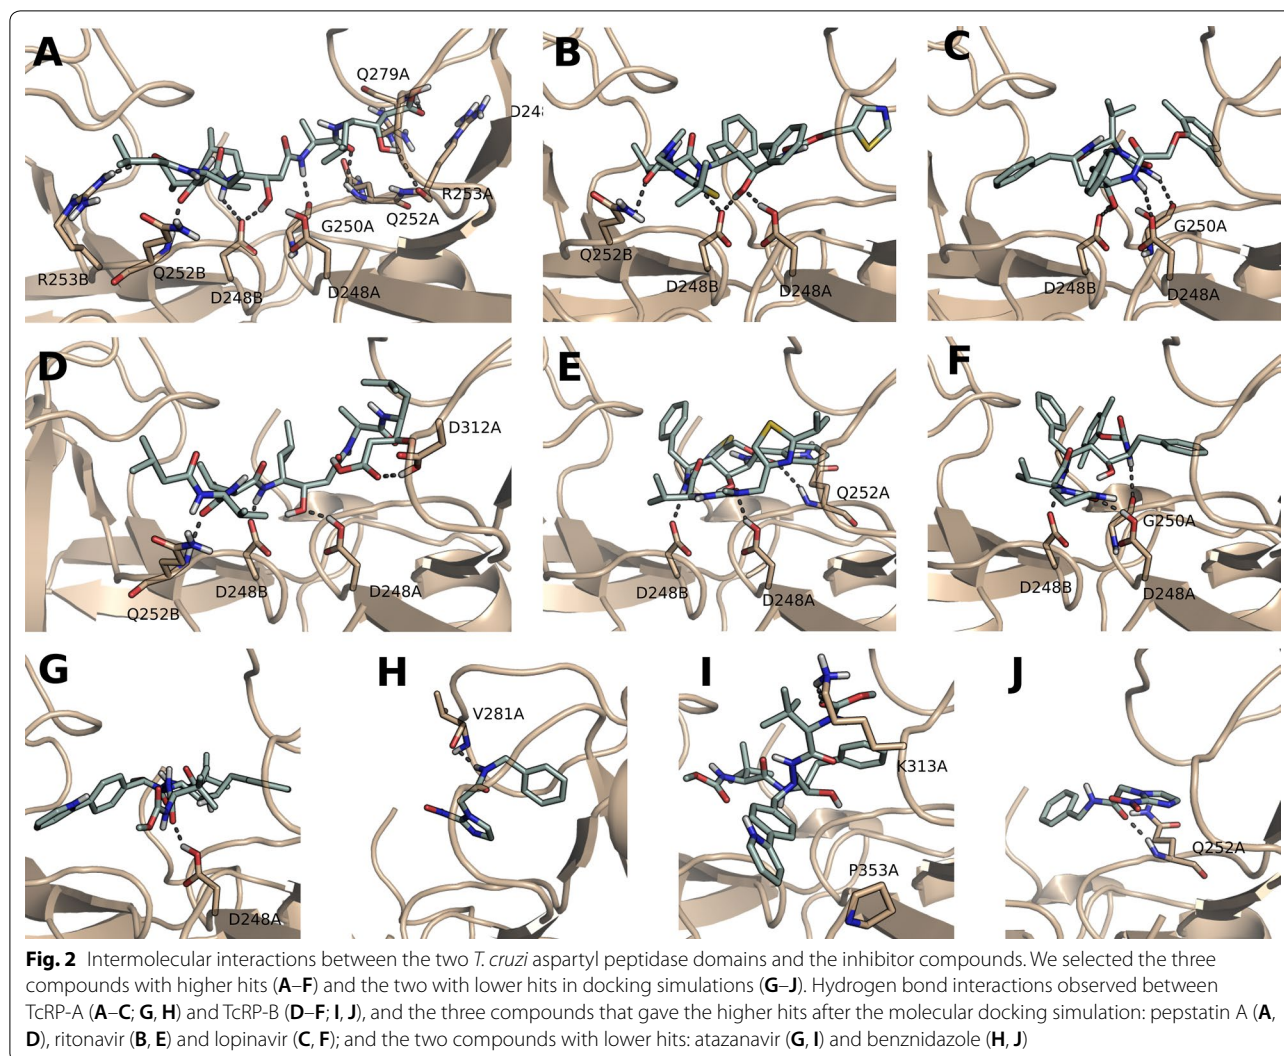 A
Q279A
D248
R253A
Q252A
G250A
R253B
Q252B
D248B
D248A
B
Q252B
D248B
D248A
C
G250A
D248B
D248A
D
D312A
Q252B
D248B
D248A
E
Q252A
D248B
D248A
F
G250A
D248B
D248A
G
D248A
H
V281A
I
K313A
P353A
J
Q252A
Fig. 2 Intermolecular interactions between the two T. cruzi aspartyl peptidase domains and the inhibitor compounds. We selected the three
compounds with higher hits (A–F) and the two with lower hits in docking simulations (G–J). Hydrogen bond interactions observed between
TcRP-A (A–C; G, H) and TcRP-B (D–F; I, J), and the three compounds that gave the higher hits after the molecular docking simulation: pepstatin A (A,
D), ritonavir (B, E) and lopinavir (C, F); and the two compounds with lower hits: atazanavir (G, I) and benznidazole (H, J)